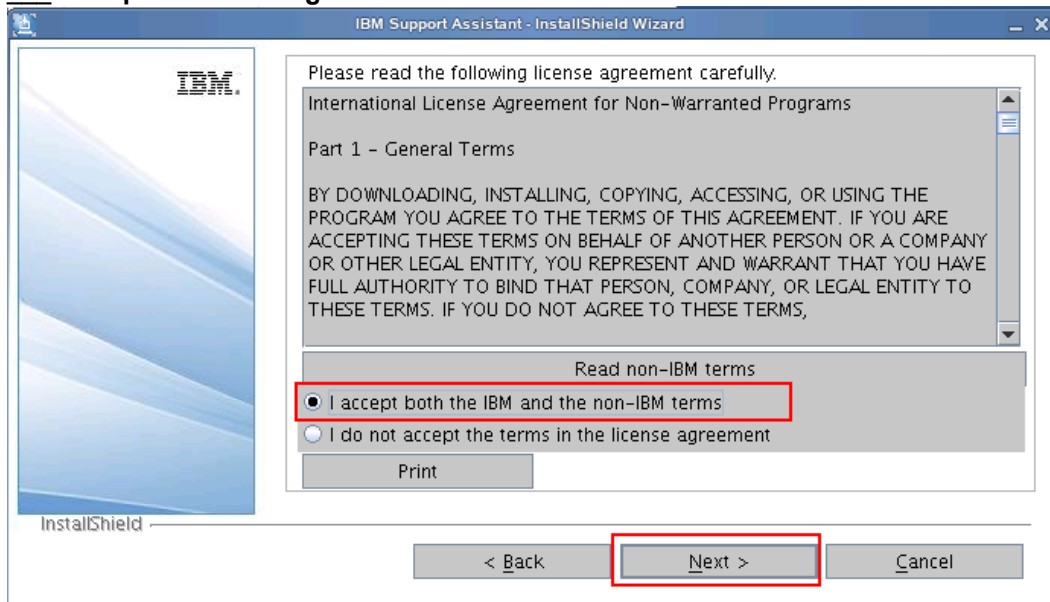 IBM Support Assistant - InstallShield Wizard
IBM.
Please read the following license agreement carefully.
International License Agreement for Non-Warranted Programs
Part 1 - General Terms
BY DOWNLOADING, INSTALLING, COPYING, ACCESSING, OR USING THE
PROGRAM YOU AGREE TO THE TERMS OF THIS AGREEMENT. IF YOU ARE
ACCEPTING THESE TERMS ON BEHALF OF ANOTHER PERSON OR A COMPANY
OR OTHER LEGAL ENTITY, YOU REPRESENT AND WARRANT THAT YOU HAVE
FULL AUTHORITY TO BIND THAT PERSON, COMPANY, OR LEGAL ENTITY TO
THESE TERMS. IF YOU DO NOT AGREE TO THESE TERMS,
Read non-IBM terms
I accept both the IBM and the non-IBM terms
I do not accept the terms in the license agreement
Print
InstallShield
< Back
Next >
Cancel